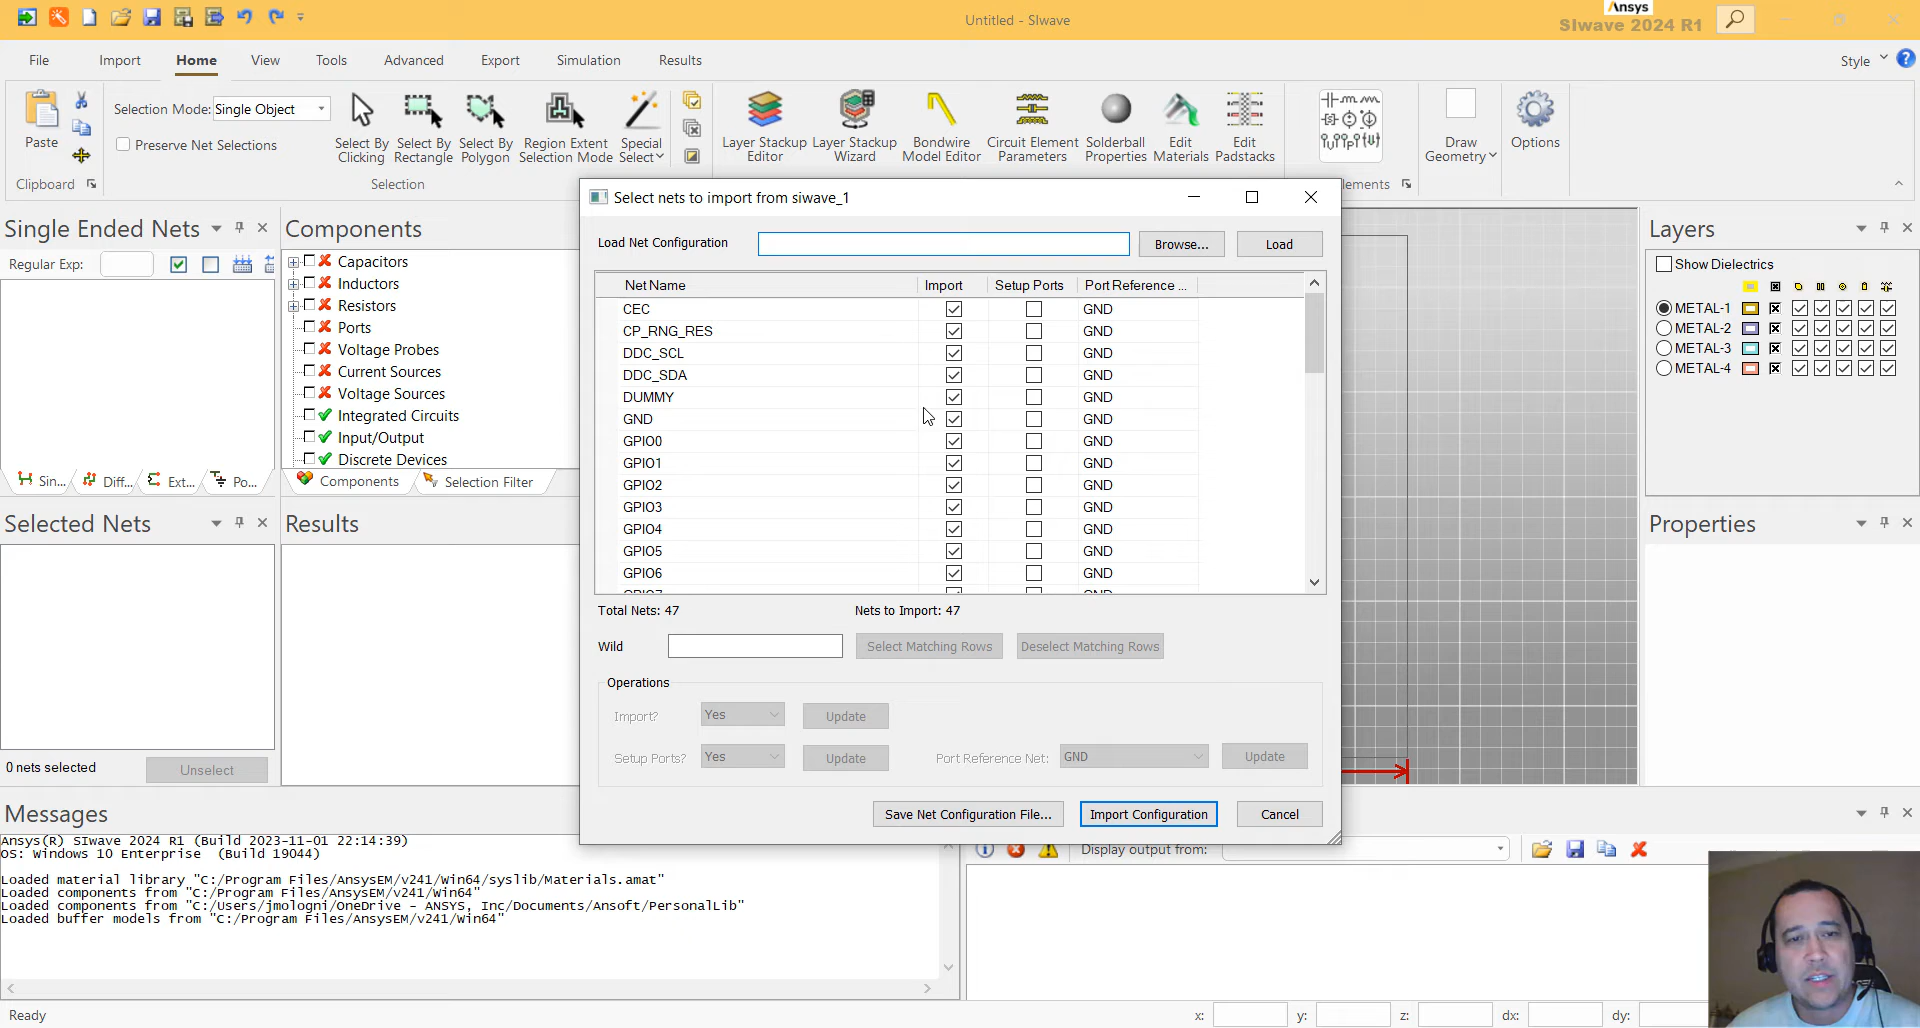 Untitled - SIwave
Ansys
SIwave 2024 R1
File
Import
Home
View
Tools
Advanced
Export
Simulation
Results
Style
Paste
Clipboard
Selection Mode:
Single Object
Preserve Net Selections
Select By
Clicking
Select By
Rectangle
Select By
Polygon
Region Extent
Selection Mode
Special
Select
Selection
Layer Stackup
Editor
Layer Stackup
Wizard
Bondwire
Model Editor
Circuit Element
Parameters
Solderball
Properties
Edit
Materials
Edit
Padstacks
lements
Draw
Geometry
Options
Single Ended Nets
Regular Exp:
Sin...
Diff...
Ext...
Po...
Components
Capacitors
Inductors
Resistors
Ports
Voltage Probes
Current Sources
Voltage Sources
Integrated Circuits
Input/Output
Discrete Devices
Components
Selection Filter
Select nets to import from siwave_1
Load Net Configuration
Browse...
Load
Net Name Import Setup Ports Port Reference ...
CEC GND
CP_RNG_RES GND
DDC_SCL GND
DDC_SDA GND
DUMMY GND
GND GND
GPIO0 GND
GPIO1 GND
GPIO2 GND
GPIO3 GND
GPIO4 GND
GPIO5 GND
GPIO6 GND
GPIO7 GND
Total Nets: 47
Nets to Import: 47
Wild
Select Matching Rows
Deselect Matching Rows
Operations
Import?
Yes
Update
Setup Ports?
Yes
Update
Port Reference Net:
GND
Update
Save Net Configuration File...
Import Configuration
Cancel
Layers
Show Dielectrics
METAL-1
METAL-2
METAL-3
METAL-4
Selected Nets
0 nets selected
Unselect
Results
Properties
Messages
Ansys(R) SIwave 2024 R1 (Build 2023-11-01 22:14:39)
OS: Windows 10 Enterprise (Build 19044)
Loaded material library "C:/Program Files/AnsysEM/v241/Win64/syslib/Materials.amat"
Loaded components from "C:/Program Files/AnsysEM/v241/Win64"
Loaded components from "C:/Users/jmologni/OneDrive - ANSYS, Inc/Documents/Ansoft/PersonalLib"
Loaded buffer models from "C:/Program Files/AnsysEM/v241/Win64"
Display output from:
Ready
x:
y:
z:
dx:
dy: